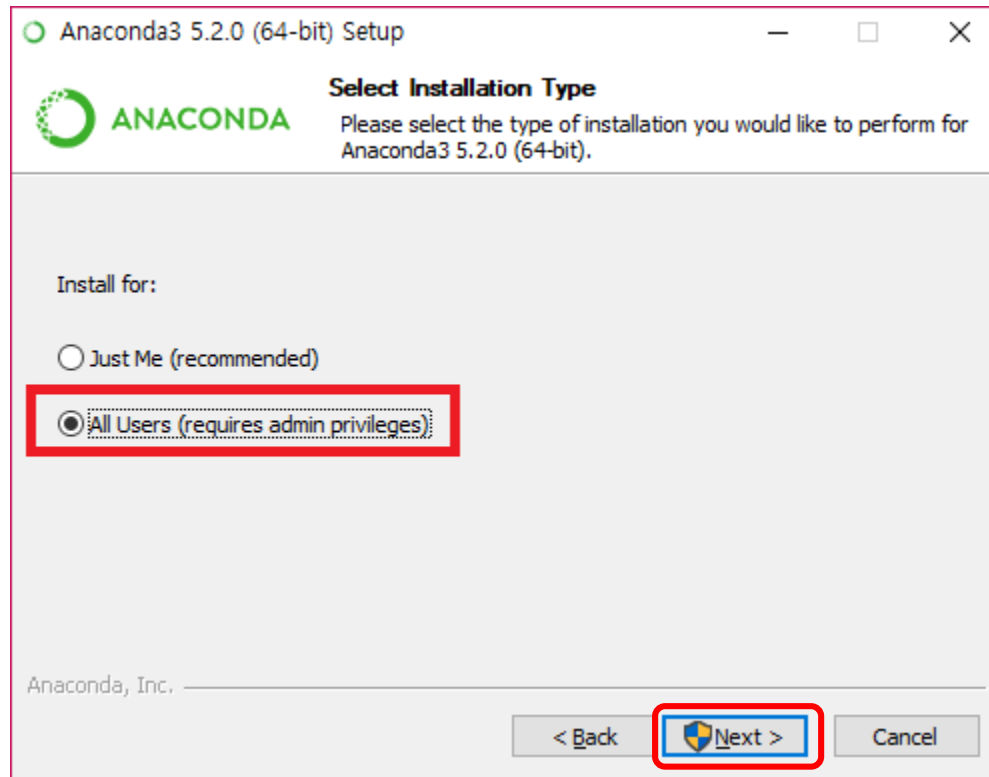 Anaconda3 5.2.0 (64-bit) Setup
ANACONDA
Select Installation Type
Please select the type of installation you would like to perform for
Anaconda3 5.2.0 (64-bit).
Install for:
Just Me (recommended)
All Users (requires admin privileges)
Anaconda, Inc.
< Back
Next >
Cancel